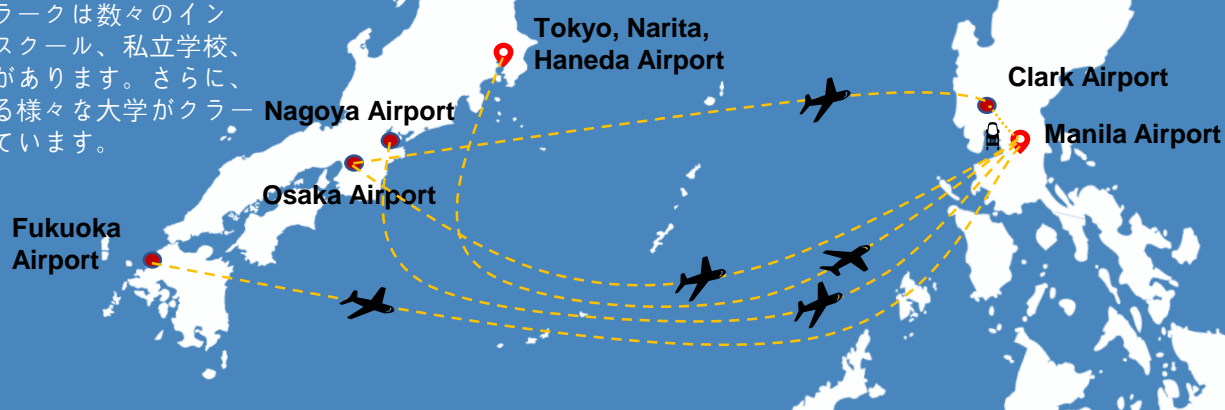 ラークは数々のイン
スクール、私立学校、
があります。さらに、
る様々な大学がクラー
ています。
Tokyo, Narita,
Haneda Airport
Nagoya Airport
Osaka Airport
Fukuoka
Airport
Clark Airport
Manila Airport